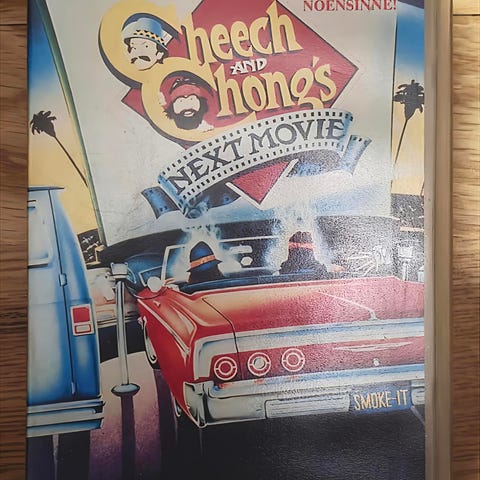 NOENSINNE!
Cheech
AND
Chong's
NEXT MOVIE
SMOKE-IT